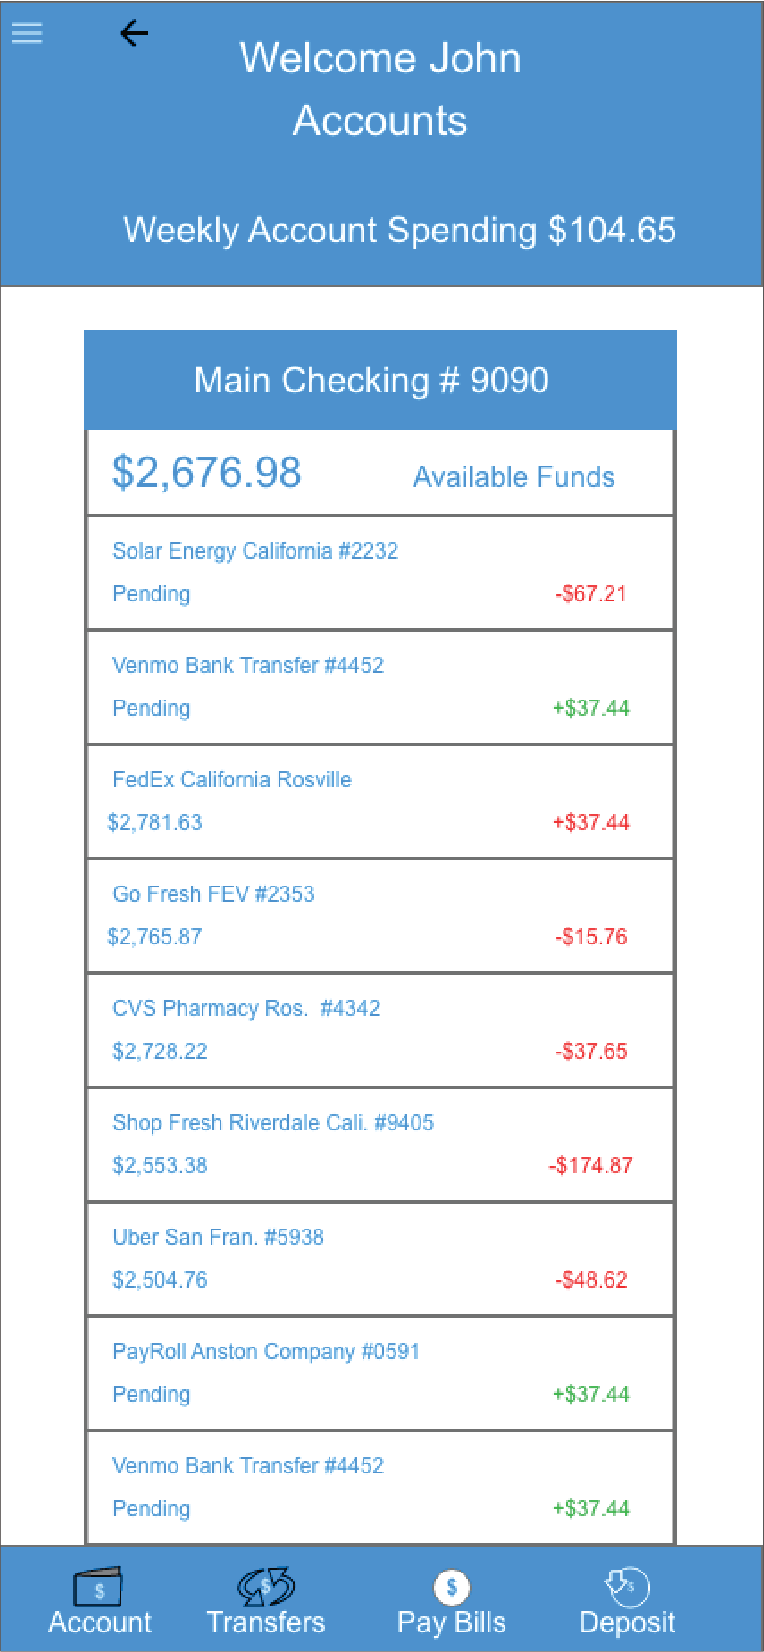 Welcome John
Accounts
Weekly Account Spending $104.65
Main Checking # 9090
$2,676.98 Available Funds
Solar Energy California #2232
Pending -$67.21
Venmo Bank Transfer #4452
Pending +$37.44
FedEx California Rosville
$2,781.63 +$37.44
Go Fresh FEV #2353
$2,765.87 -$15.76
CVS Pharmacy Ros. #4342
$2,728.22 -$37.65
Shop Fresh Riverdale Cali. #9405
$2,553.38 -$174.87
Uber San Fran. #5938
$2,504.76 -$48.62
PayRoll Anston Company #0591
Pending +$37.44
Venmo Bank Transfer #4452
Pending +$37.44
$ $ $ $
Account Transfers Pay Bills Deposit